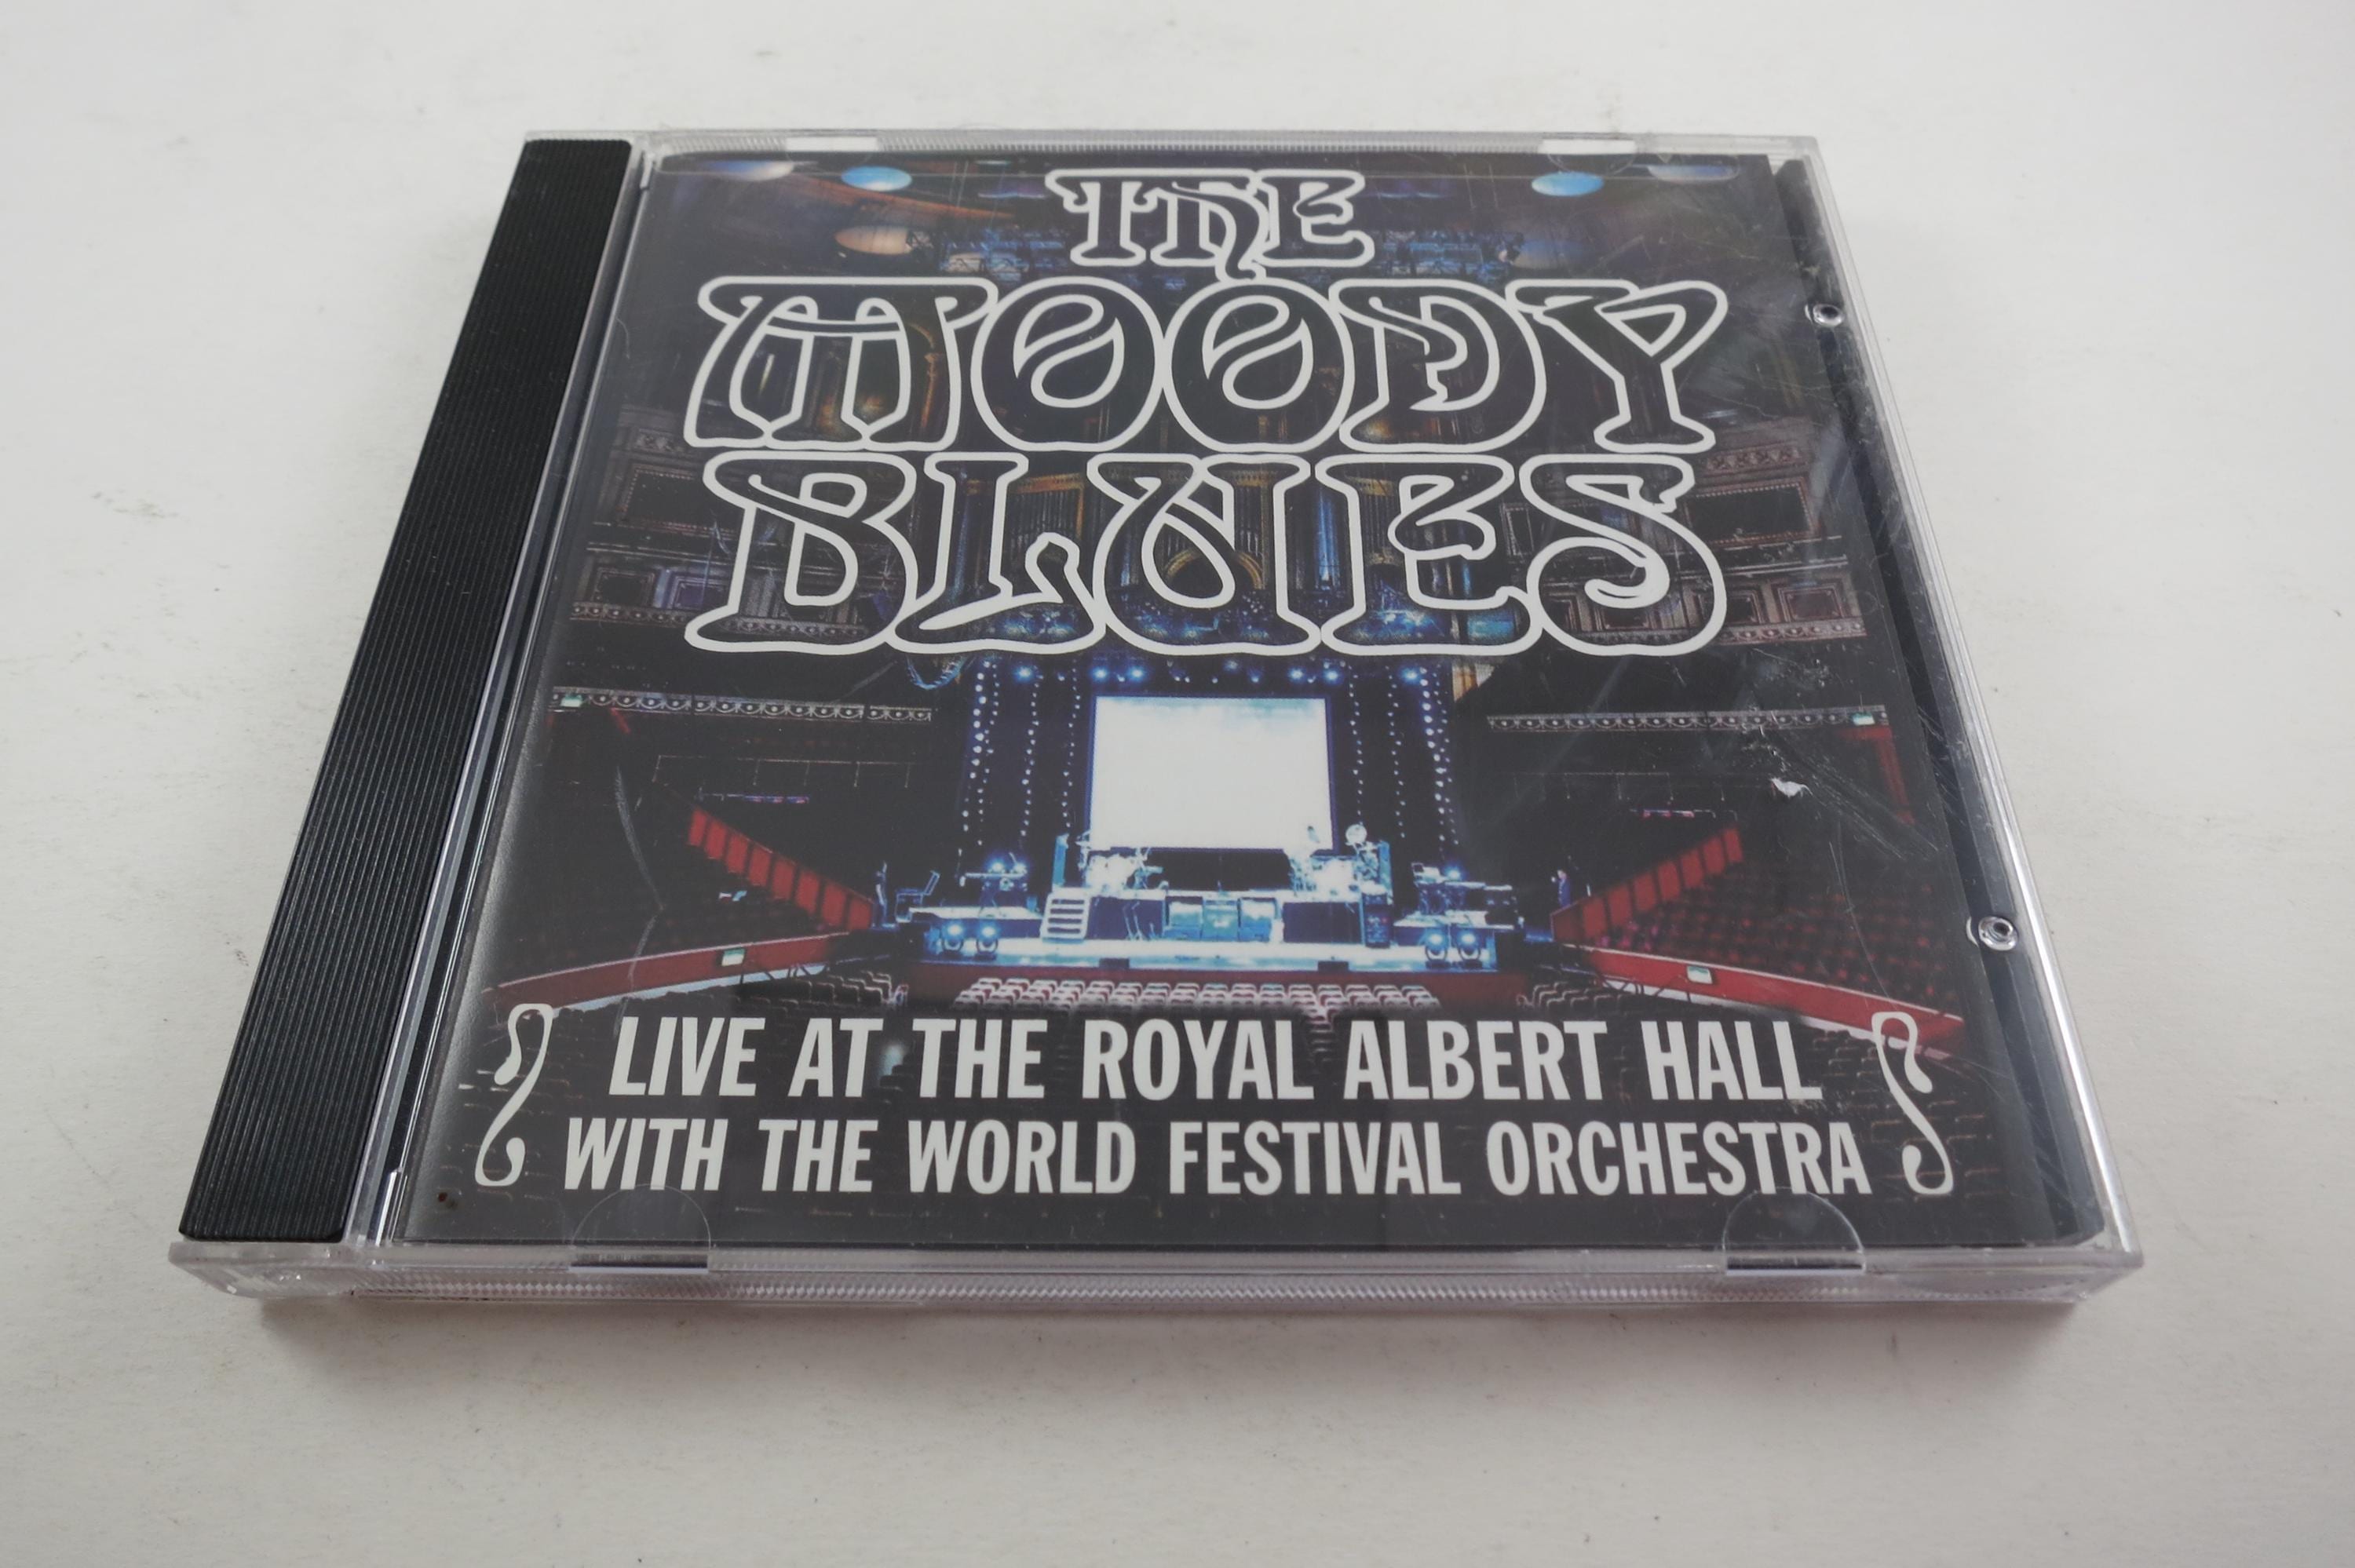 THE
MOODY
BLUES
LIVE AT THE ROYAL ALBERT HALL
WITH THE WORLD FESTIVAL ORCHESTRA